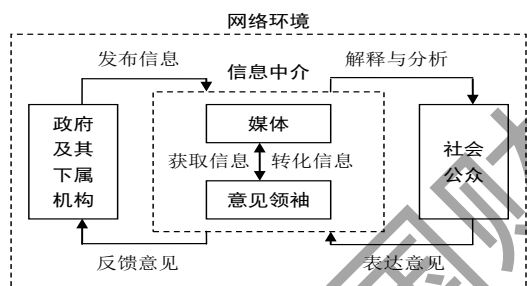 网络环境
发布信息
解释与分析
信息中介
政府
及其
下属
机构
媒体
获取信息 转化信息
意见领袖
社会
公众
反馈意见
表达意见